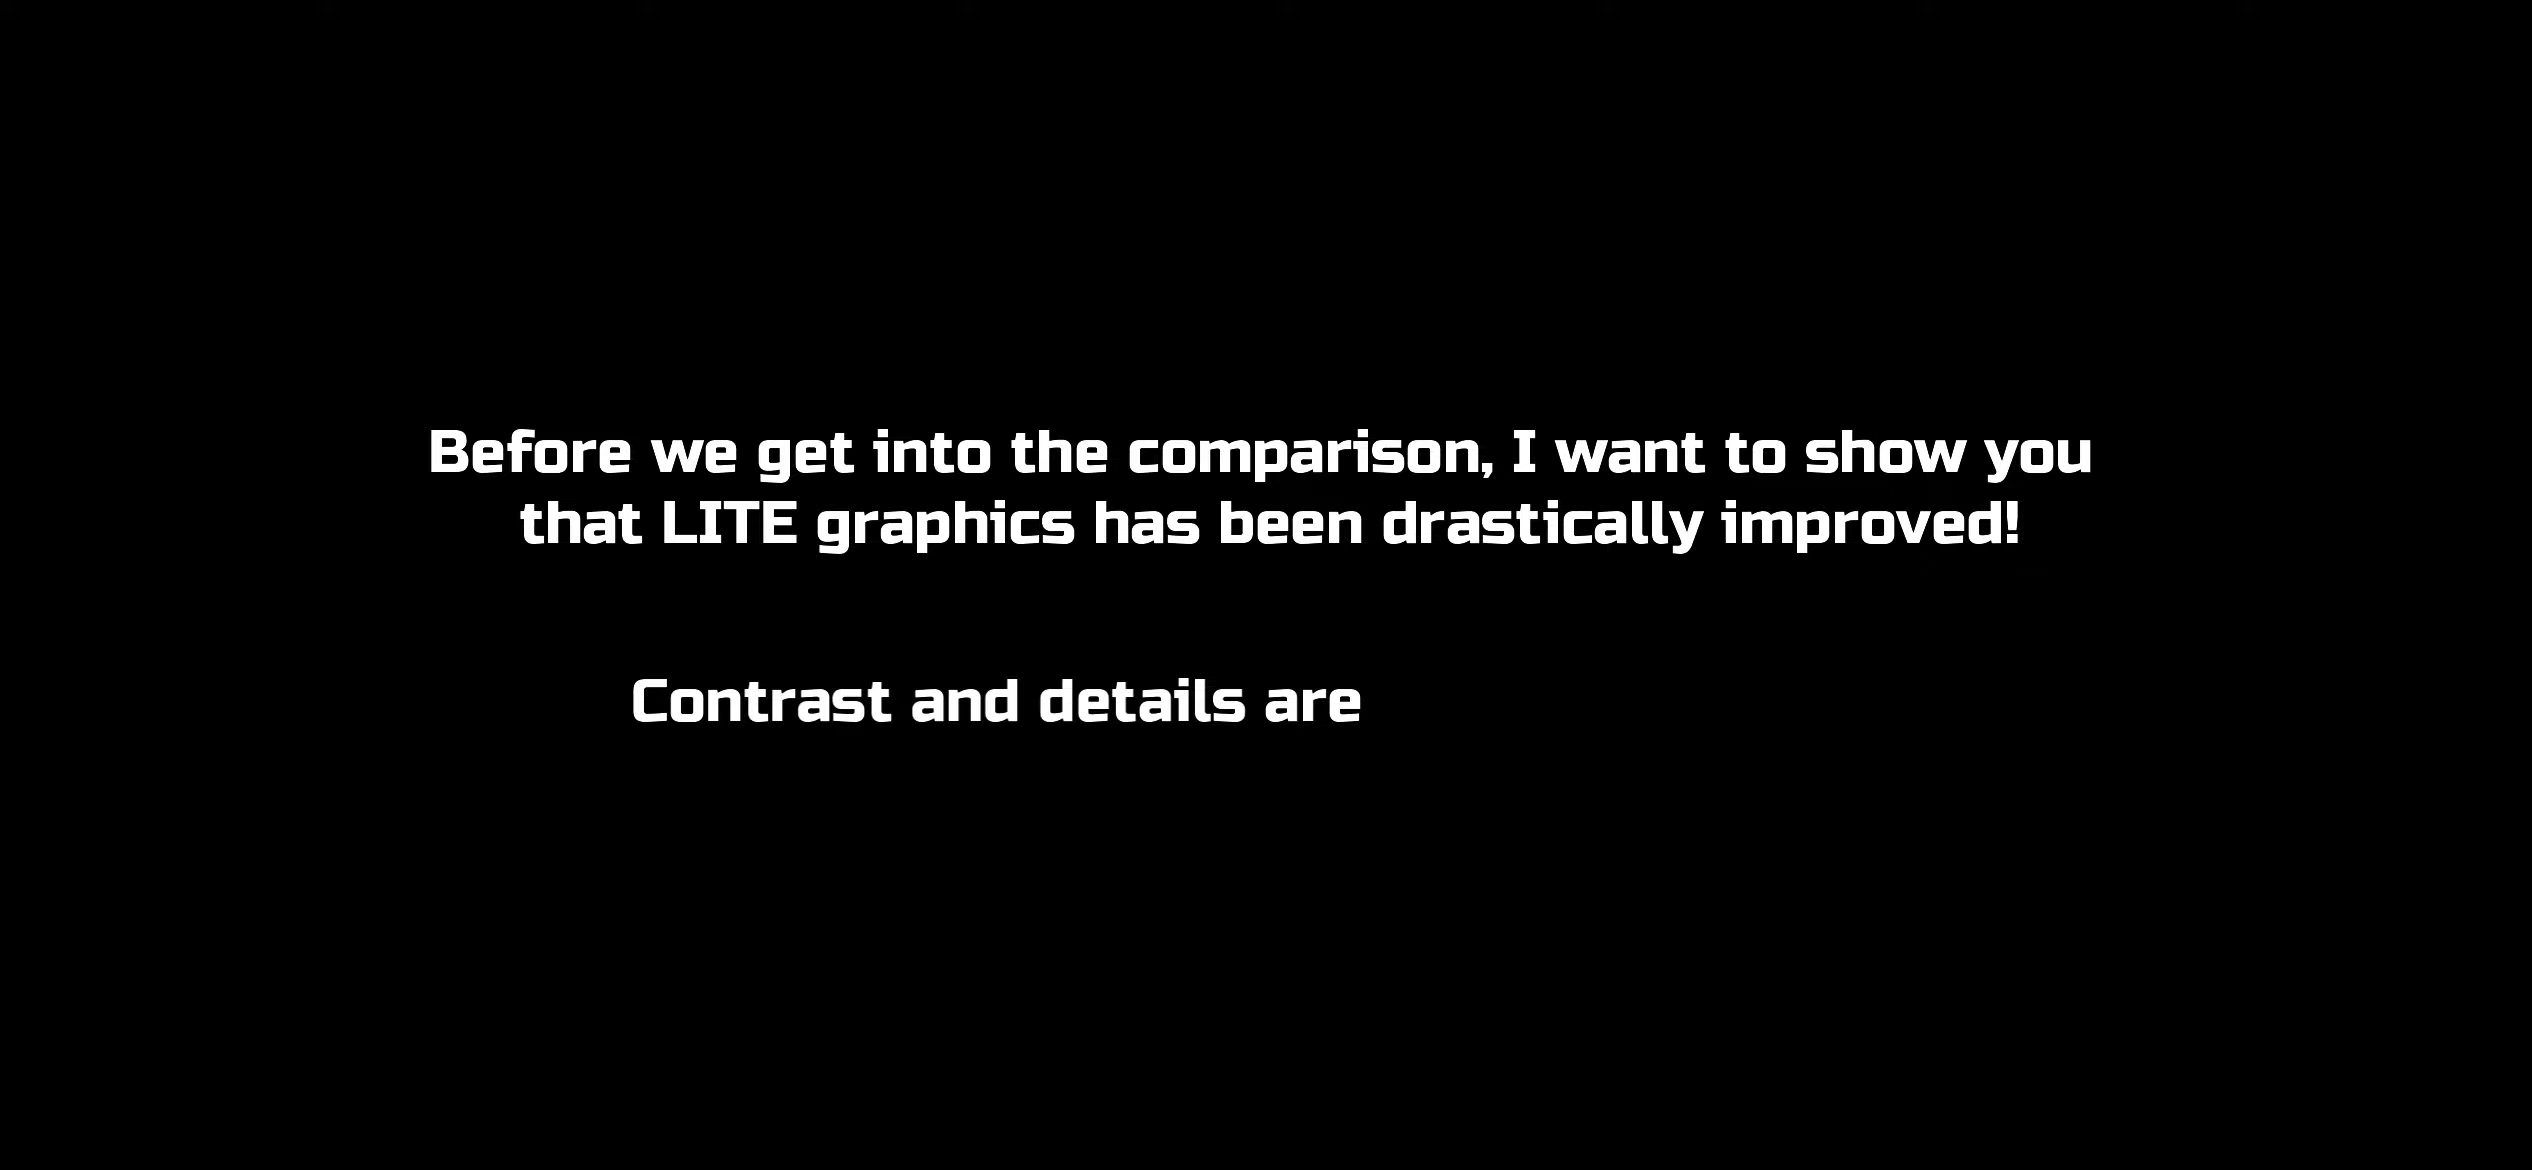 Before we get into the comparison, I want to show you
that LITE graphics has been drastically improved!
Contrast and details are